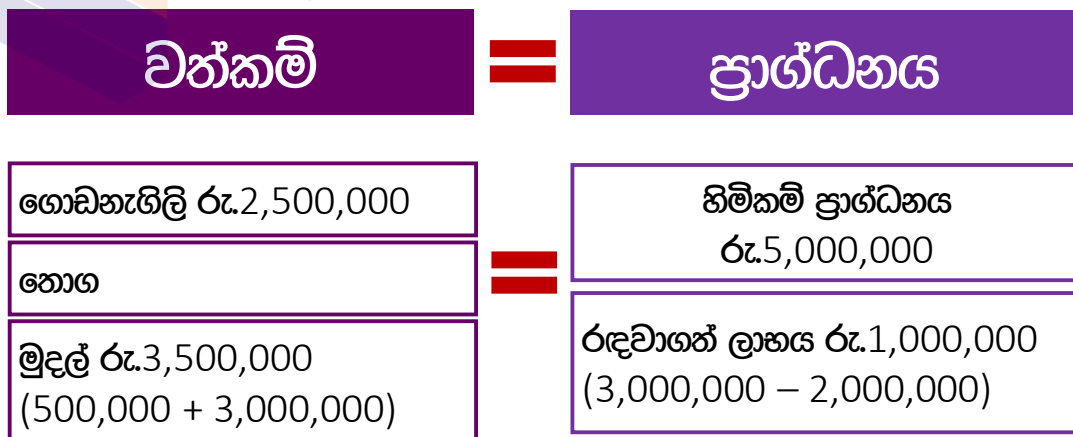 වත්කම් = ප්‍රාග්ධනය
ගොඩනැගිලි රු.2,500,000
තොග
මුදල් රු.3,500,000
(500,000 + 3,000,000)
=
හිමිකම් ප්‍රාග්ධනය
රු.5,000,000
රඳවාගත් ලාභය රු.1,000,000
(3,000,000 – 2,000,000)